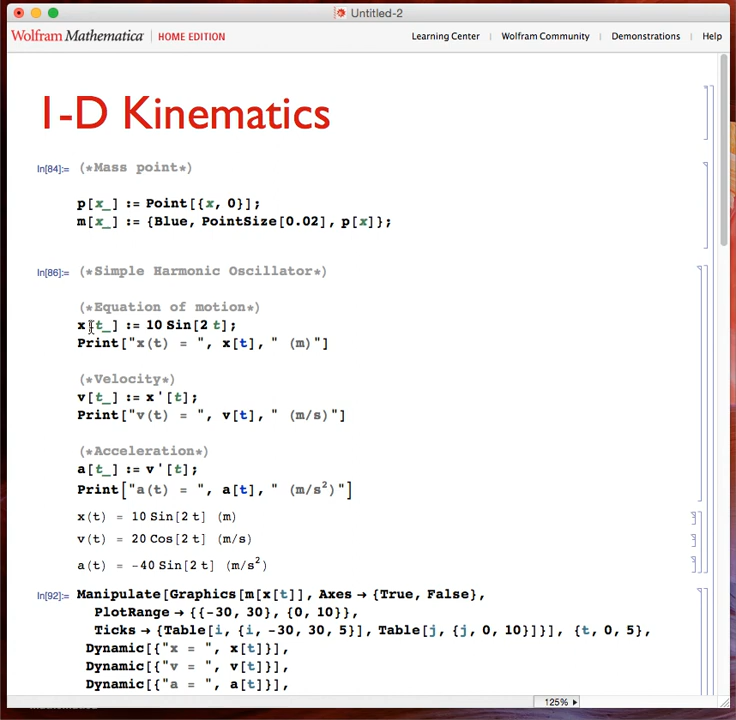 Untitled-2
Wolfram Mathematica | HOME EDITION Learning Center | Wolfram Community | Demonstrations | Help
1-D Kinematics
In[84]:= (*Mass point*)
p[x_] := Point[{x, 0}];
m[x_] := {Blue, PointSize[0.02], p[x]};
In[86]:= (*Simple Harmonic Oscillator*)
(*Equation of motion*)
x[t_] := 10 Sin[2 t];
Print["x(t) = ", x[t], " (m)"]
(*Velocity*)
v[t_] := x'[t];
Print["v(t) = ", v[t], " (m/s)"]
(*Acceleration*)
a[t_] := v'[t];
Print["a(t) = ", a[t], " (m/s²)"]
x(t) = 10 Sin[2 t] (m)
v(t) = 20 Cos[2 t] (m/s)
a(t) = -40 Sin[2 t] (m/s²)
In[92]:= Manipulate[Graphics[m[x[t]], Axes → {True, False},
PlotRange → {{-30, 30}, {0, 10}},
Ticks → {Table[i, {i, -30, 30, 5}], Table[j, {j, 0, 10}]}], {t, 0, 5},
Dynamic[{"x = ", x[t]}],
Dynamic[{"v = ", v[t]}],
Dynamic[{"a = ", a[t]}],
125%